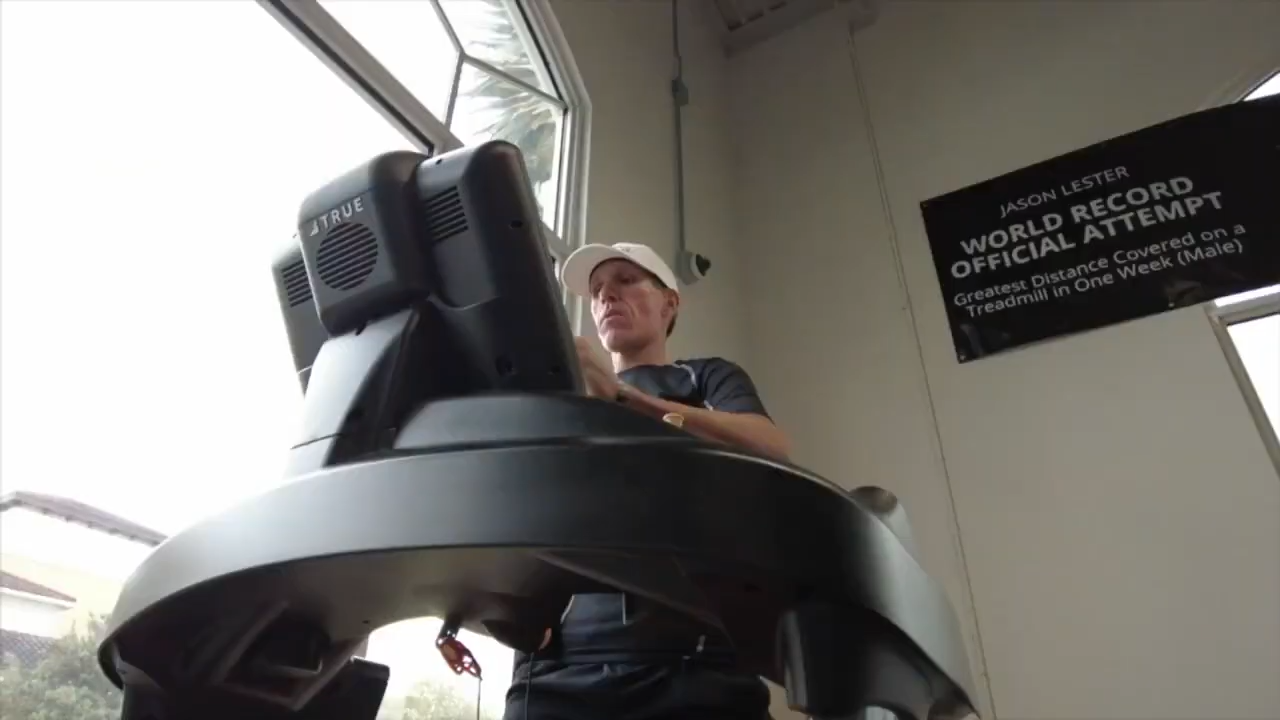 TRUE
JASON LESTER
WORLD RECORD
OFFICIAL ATTEMPT
Greatest Distance Covered on a
Treadmill in One Week (Male)